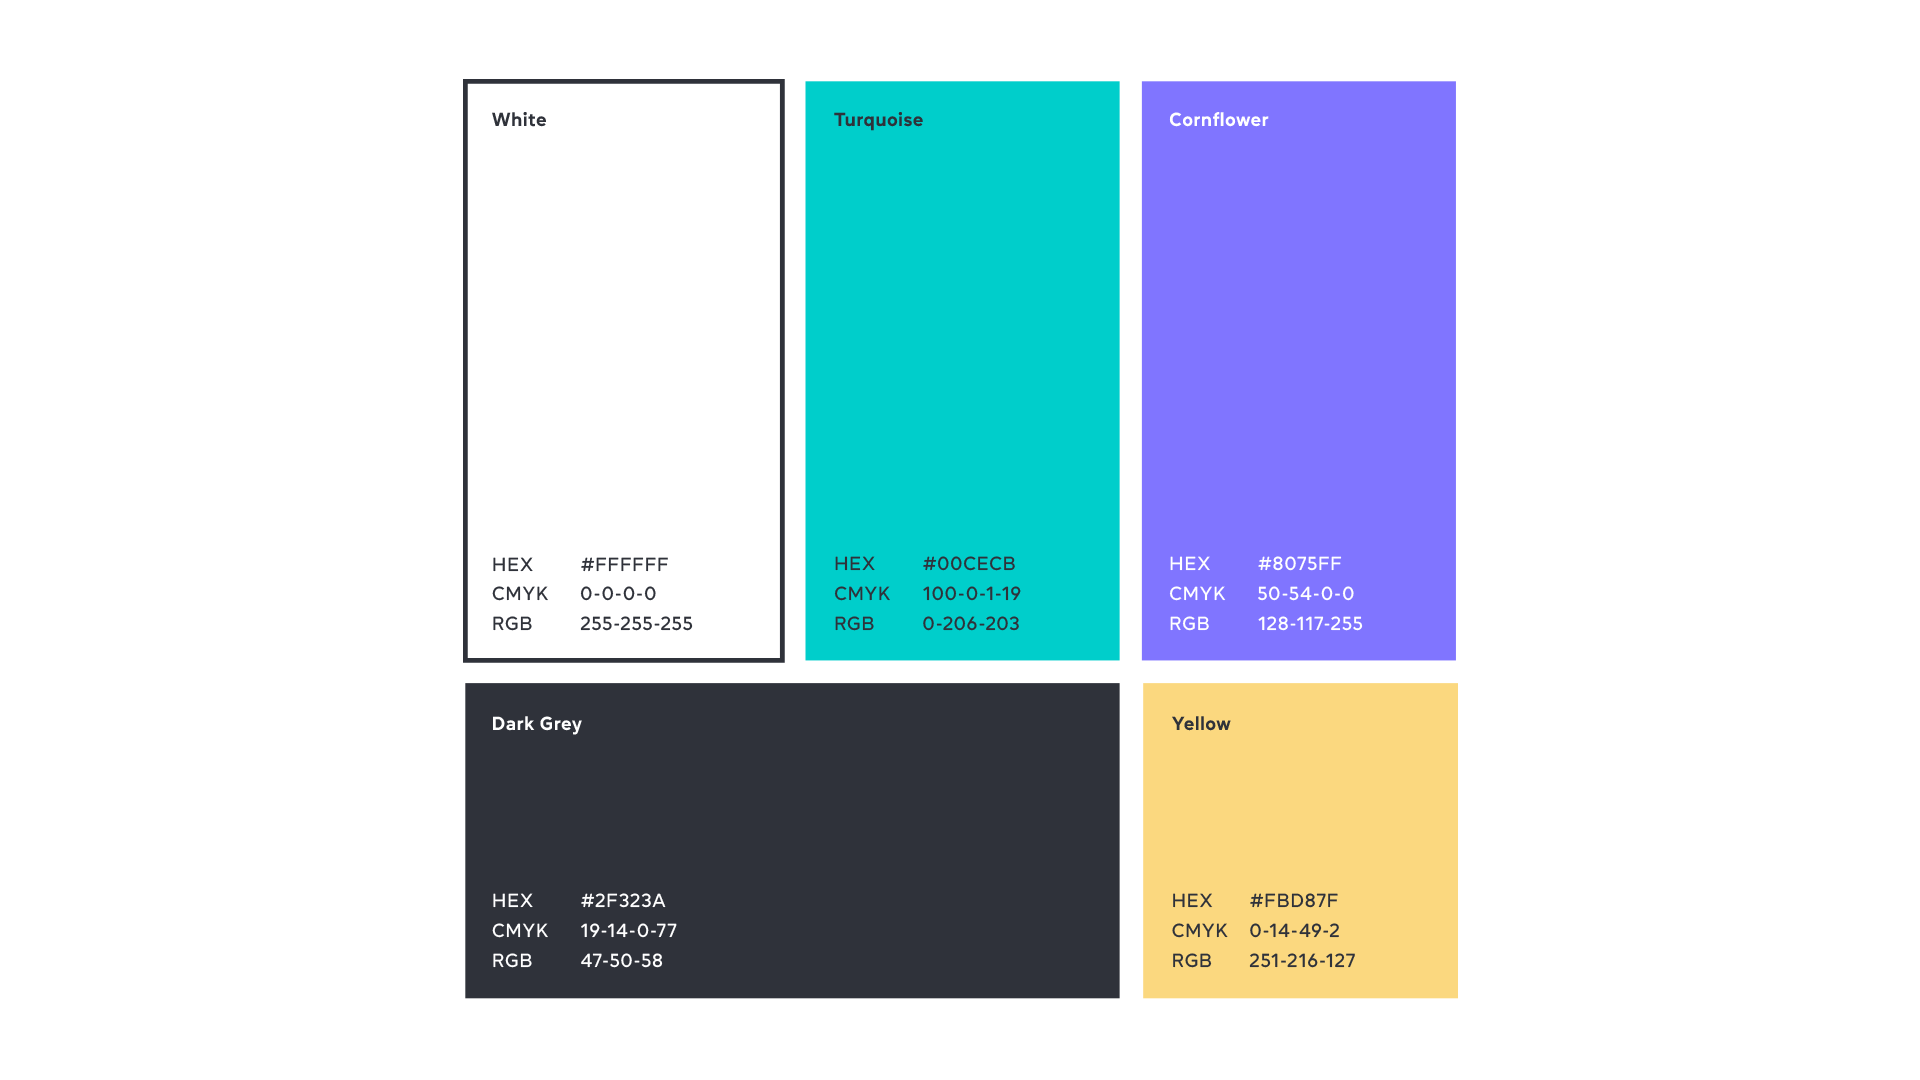 White
HEX #FFFFFF
CMYK 0-0-0-0
RGB 255-255-255
Turquoise
HEX #00CECB
CMYK 100-0-1-19
RGB 0-206-203
Cornflower
HEX #8075FF
CMYK 50-54-0-0
RGB 128-117-255
Dark Grey
HEX #2F323A
CMYK 19-14-0-77
RGB 47-50-58
Yellow
HEX #FBD87F
CMYK 0-14-49-2
RGB 251-216-127